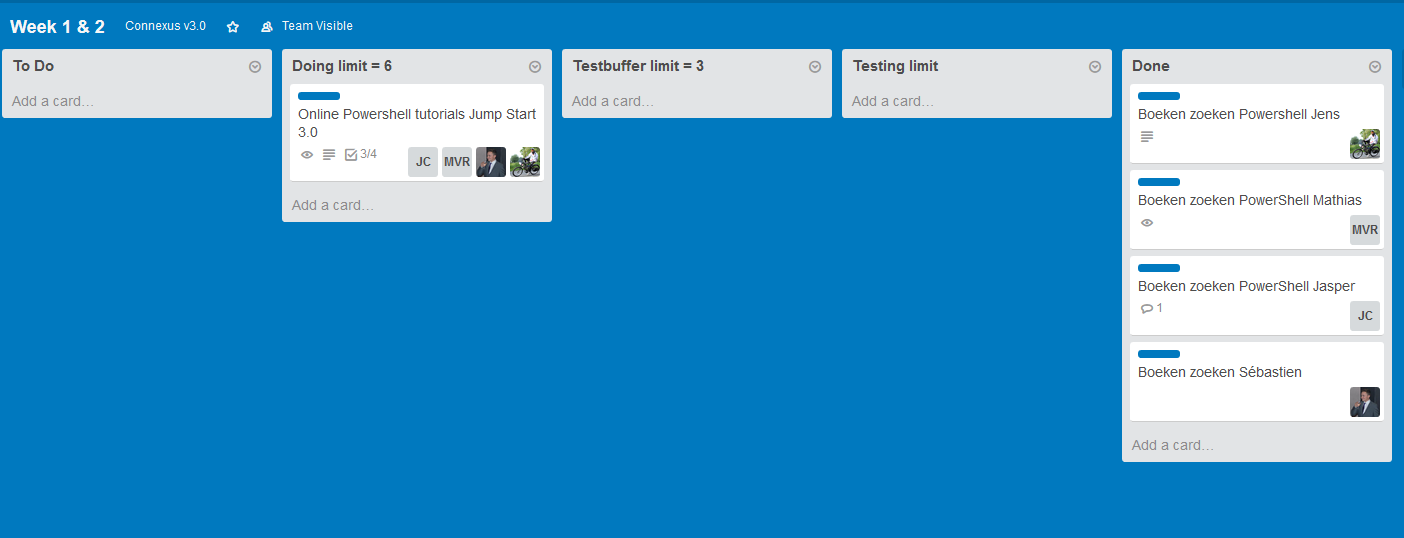 Week 1 & 2 Connexus v3.0 Team Visible
To Do
Add a card…
Doing limit = 6
Online Powershell tutorials Jump Start
3.0
3/4 JC MVR
Add a card…
Testbuffer limit = 3
Add a card…
Testing limit
Add a card…
Done
Boeken zoeken Powershell Jens
Boeken zoeken PowerShell Mathias
MVR
Boeken zoeken PowerShell Jasper
1 JC
Boeken zoeken Sébastien
Add a card…